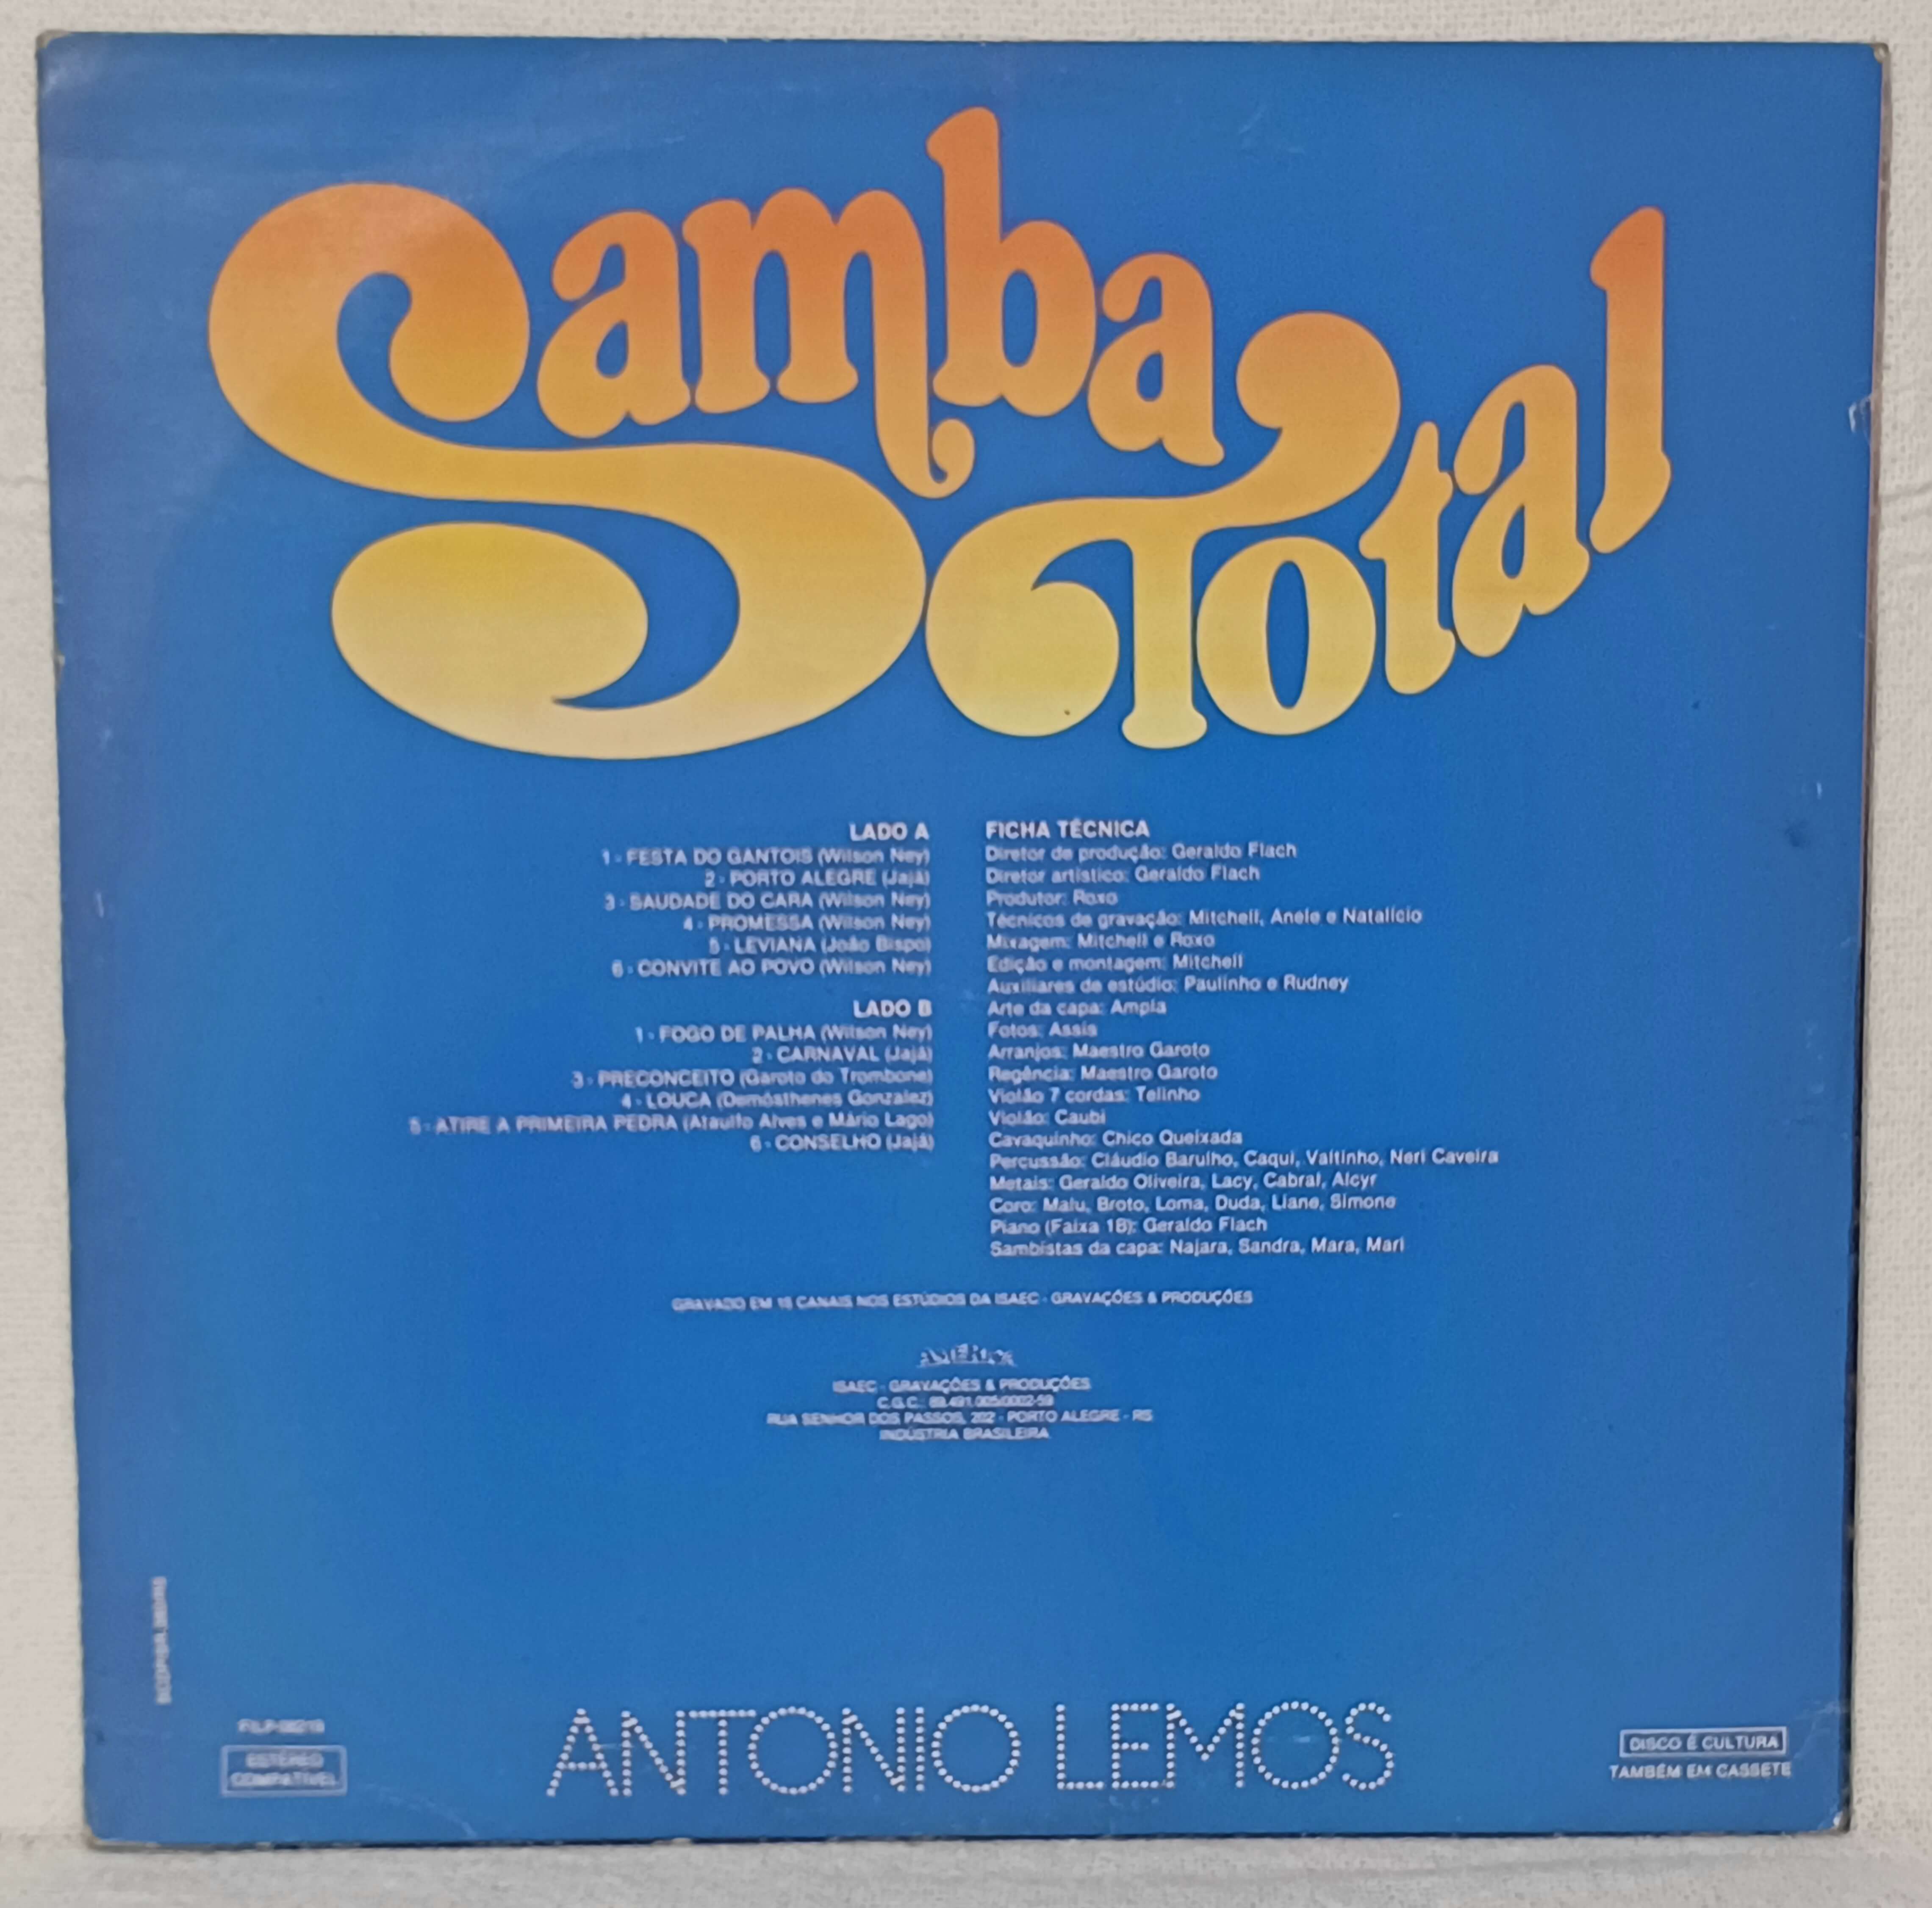 Samba Total
LADO A
1 - FESTA DO GANTOIS (Wilson Ney)
2 - PORTO ALEGRE (Jajá)
3 - SAUDADE DO CARA (Wilson Ney)
4 - PROMESSA (Wilson Ney)
5 - LEVIANA (João Bispo)
6 - CONVITE AO POVO (Wilson Ney)
LADO B
1 - FOGO DE PALHA (Wilson Ney)
2 - CARNAVAL (Jajá)
3 - PRECONCEITO (Garoto do Trombone)
4 - LOUCA (Demósthenes Gonzalez)
5 - ATIRE A PRIMEIRA PEDRA (Ataulfo Alves e Mário Lago)
6 - CONSELHO (Jajá)
FICHA TÉCNICA
Diretor de produção: Geraldo Flach
Diretor artístico: Geraldo Flach
Produtor: Roxo
Técnicos de gravação: Mitchell, Anele e Natalício
Mixagem: Mitchell e Roxo
Edição e montagem: Mitchell
Auxiliares de estúdio: Paulinho e Rudney
Arte da capa: Ampla
Fotos: Assis
Arranjos: Maestro Garoto
Regência: Maestro Garoto
Violão 7 cordas: Telinho
Violão: Caubi
Cavaquinho: Chico Queixada
Percussão: Cláudio Barulho, Caqui, Valtinho, Neri Caveira
Metais: Geraldo Oliveira, Lacy, Cabral, Alcyr
Coro: Malu, Broto, Loma, Duda, Liane, Simone
Piano (Faixa 1B): Geraldo Flach
Sambistas da capa: Najara, Sandra, Mara, Mari
GRAVADO EM 16 CANAIS NOS ESTÚDIOS DA ISAEC - GRAVAÇÕES & PRODUÇÕES
ISAEC - GRAVAÇÕES & PRODUÇÕES
C.G.C.
RUA SENHOR DOS PASSOS, 202 - PORTO ALEGRE - RS
INDÚSTRIA BRASILEIRA
ESTÉREO
COMPATÍVEL
ANTONIO LEMOS
DISCO É CULTURA
TAMBÉM EM CASSETE